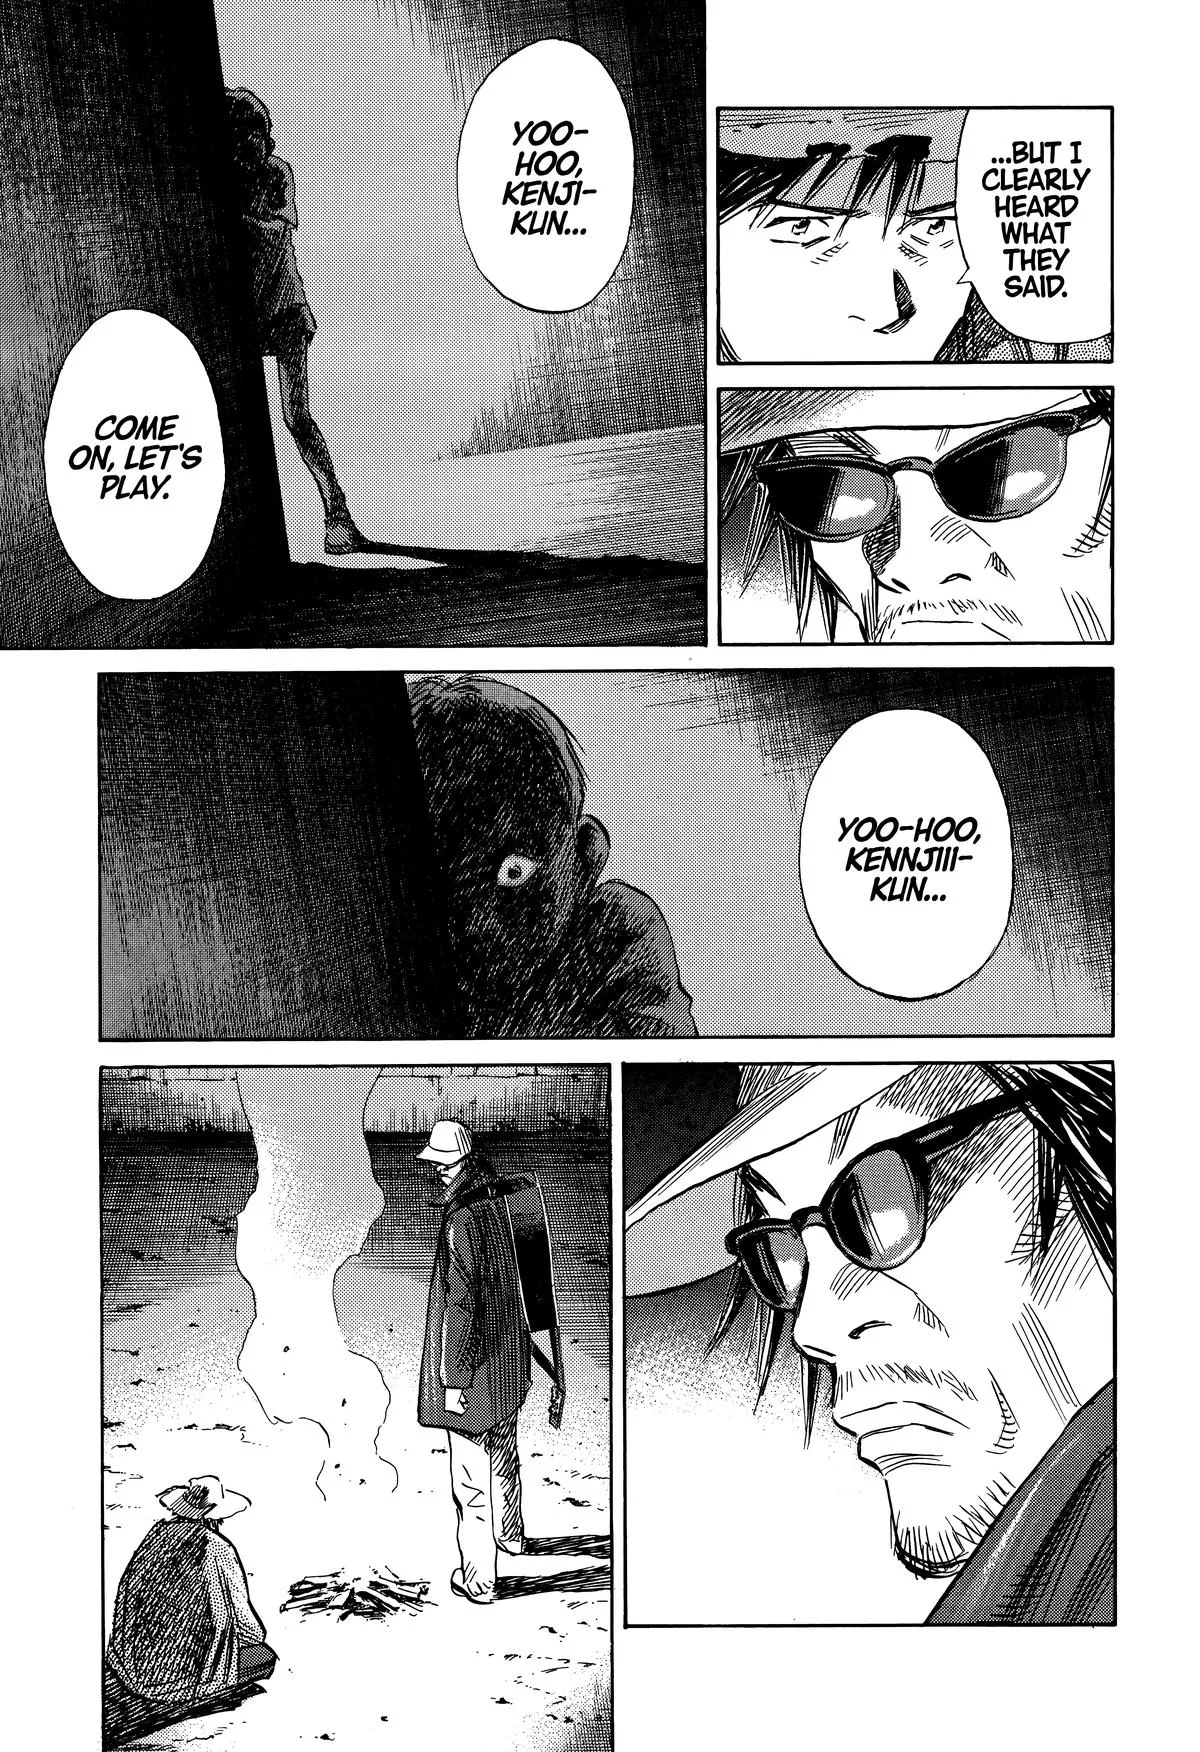 ...BUT I
CLEARLY
HEARD
WHAT
THEY
SAID.
YOO-
HOO,
KENJI-
KUN...
COME
ON, LET'S
PLAY.
YOO-HOO,
KENNJIII-
KUN...